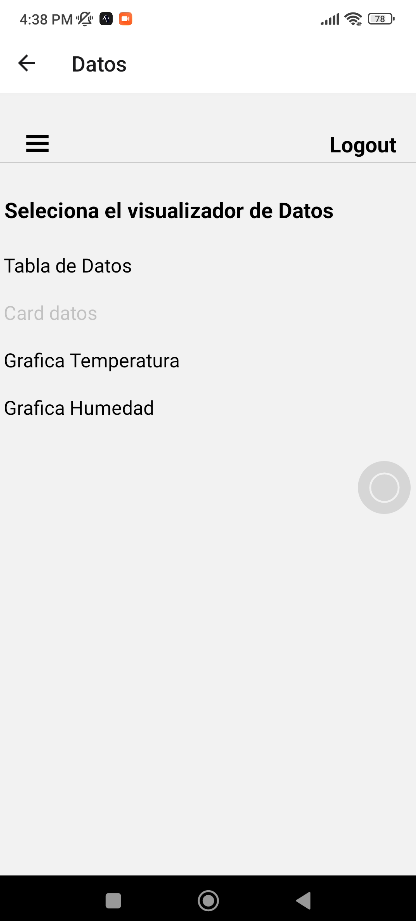 4:38 PM
78
Datos
Logout
Seleciona el visualizador de Datos
Tabla de Datos
Card datos
Grafica Temperatura
Grafica Humedad